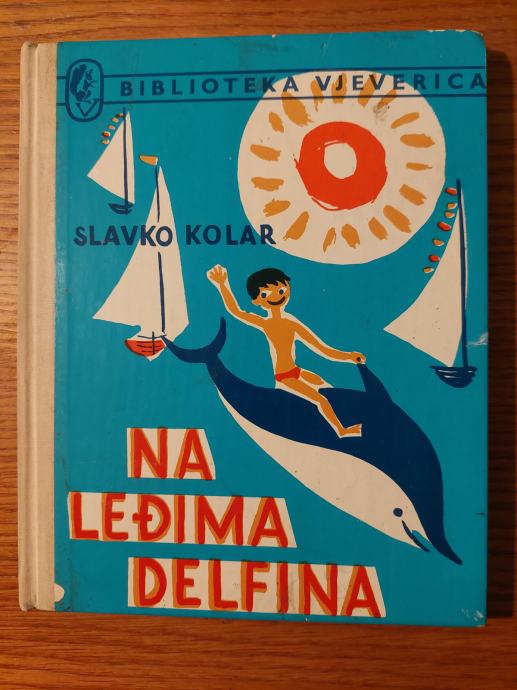 BIBLIOTEKA VJEVERICA
SLAVKO KOLAR
NA
LEĐIMA
DELFINA